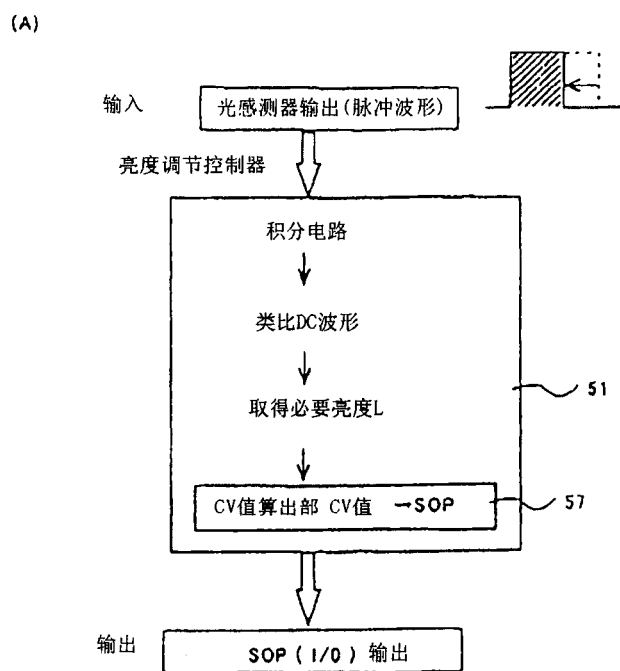 (A)
输入
光感测器输出(脉冲波形)
亮度调节控制器
积分电路
类比DC波形
取得必要亮度L
51
CV值算出部 CV值 →SOP
57
输出
SOP (I/O) 输出